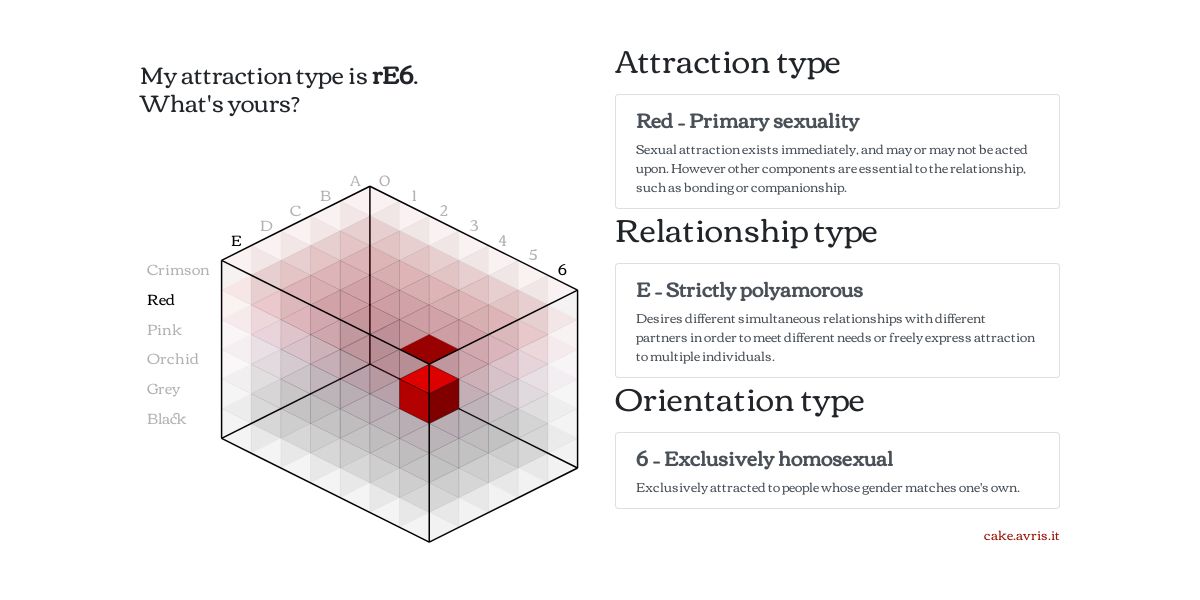 My attraction type is rE6.
What's yours?
A O
B 1
C 2
D 3
E 4
5
6
Crimson
Red
Pink
Orchid
Grey
Black
Attraction type
Red - Primary sexuality
Sexual attraction exists immediately, and may or may not be acted
upon. However other components are essential to the relationship,
such as bonding or companionship.
Relationship type
E - Strictly polyamorous
Desires different simultaneous relationships with different
partners in order to meet different needs or freely express attraction
to multiple individuals.
Orientation type
6 - Exclusively homosexual
Exclusively attracted to people whose gender matches one's own.
cake.avris.it